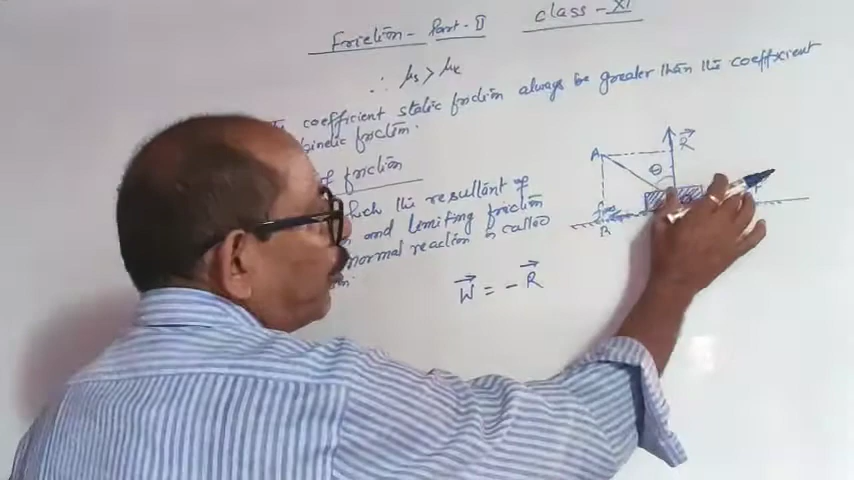 Friction - Part - II class - XI
∴ μs > μk
coefficient static friction always be greater than the coefficient
kinetic friction.
of friction
which the resultant of
and limiting friction
normal reaction is called
W⃗ = - R⃗
A
R⃗
θ
B